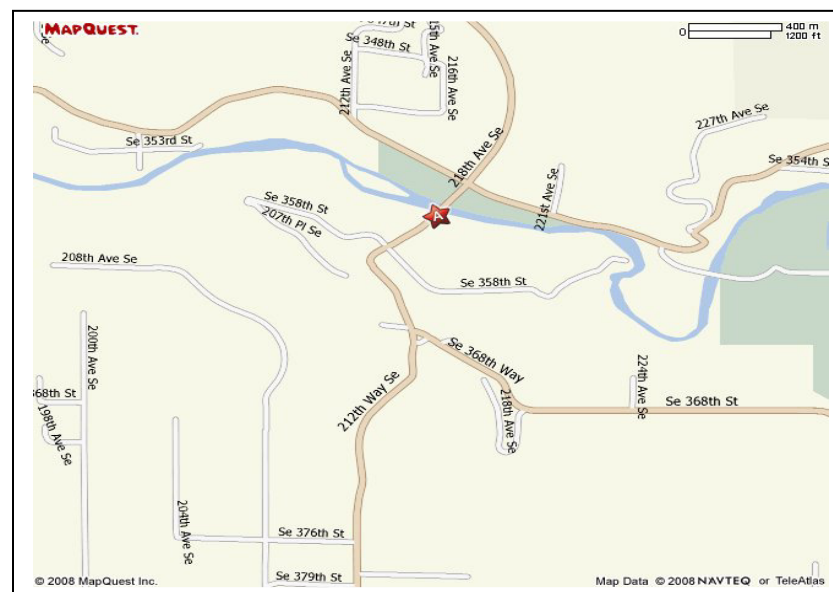 MAPQUEST.
0 400 m
1200 ft
215th Ave Se
Se 348th St
216th Ave Se
212th Ave Se
227th Ave Se
Se 353rd St
218th Ave Se
Se 354th S
221st Ave Se
Se 358th St
207th Pl Se
A
208th Ave Se
Se 358th St
200th Ave Se
Se 368th Way
224th Ave Se
212th Way Se
Se 368th St
218th Ave Se
198th Ave Se
204th Ave Se
Se 376th St
Se 379th St
© 2008 MapQuest Inc.
Map Data © 2008 NAVTEQ or TeleAtlas